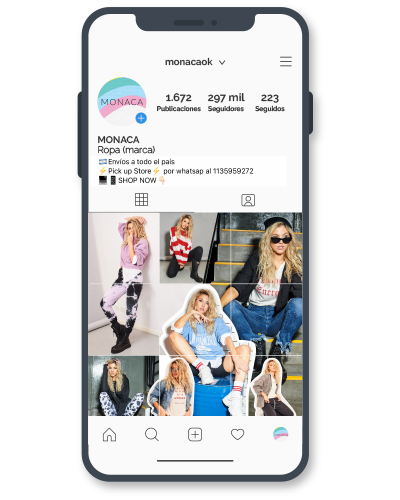 monacaok
MONACA
1.672 297 mil 223
Publicaciones Seguidores Seguidos
MONACA
Ropa (marca)
Envíos a todo el país
⚡Pick up Store⚡ por whatsap al 1135959272
SHOP NOW